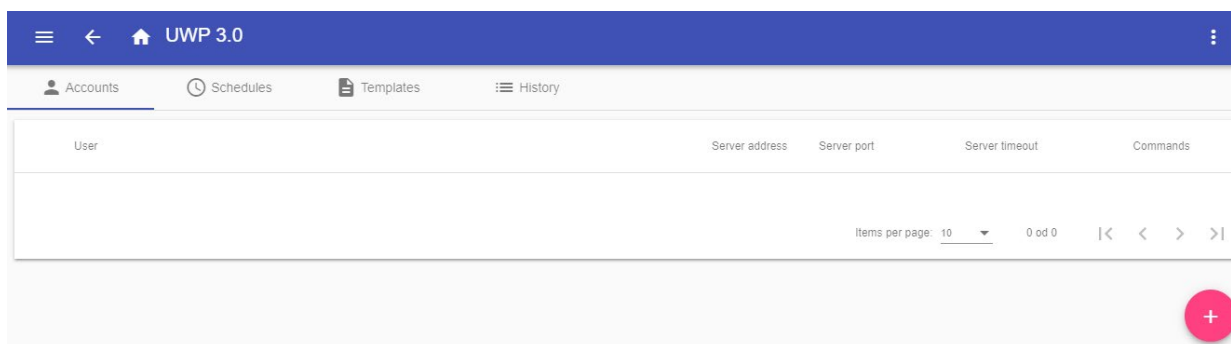 UWP 3.0
Accounts Schedules Templates History
User Server address Server port Server timeout Commands
Items per page: 10 0 od 0